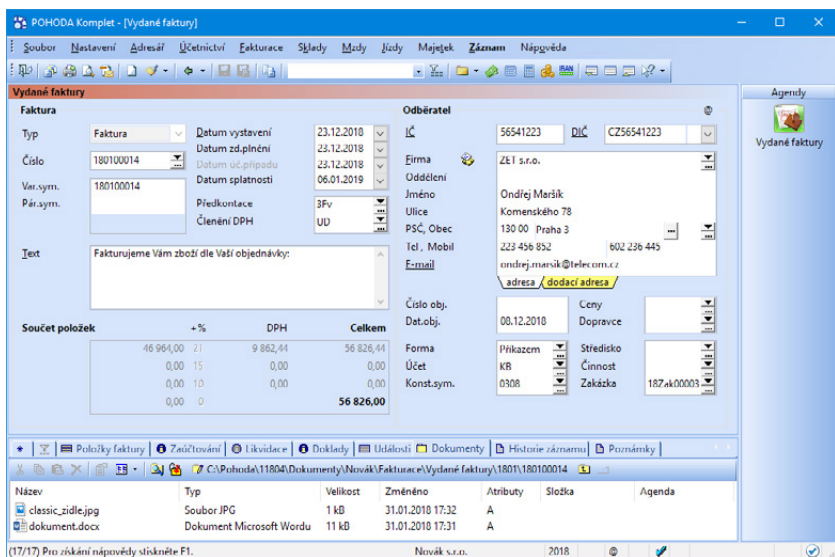 POHODA Komplet - [Vydané faktury]
Soubor Nastavení Adresář Účetnictví Fakturace Sklady Mzdy Jízdy Majetek Záznam Nápověda
IBAN
Vydané faktury
Agendy
Vydané faktury
Faktura
Odběratel
Typ Faktura Datum vystavení 23.12.2018 IČ 56541223 DIČ CZ56541223
Datum zd.plnění 23.12.2018
Číslo 180100014 Datum úč.případu 23.12.2018 Firma ZET s.r.o.
Datum splatnosti 06.01.2019 Oddělení
Var.sym. 180100014 Jméno Ondřej Maršík
Pár.sym. Předkontace 3Fv Ulice Komenského 78
Členění DPH UD PSČ, Obec 130 00 Praha 3
Tel., Mobil 223 456 852 602 236 445
Text Fakturujeme Vám zboží dle Vaší objednávky: E-mail ondrej.marsik@telecom.cz
adresa dodací adresa
Číslo obj. Ceny
Dat.obj. 08.12.2018 Dopravce
Součet položek +% DPH Celkem
46 964,00 21 9 862,44 56 826,44 Forma Příkazem Středisko
0,00 15 0,00 0,00 Účet KB Činnost
0,00 10 0,00 0,00 Konst.sym. 0308 Zakázka 18Zak00003
0,00 0 56 826,00
Položky faktury Zaúčtování Likvidace Doklady Události Dokumenty Historie záznamu Poznámky
C:\Pohoda\11804\Dokumenty\Novák\Fakturace\Vydané faktury\1801\180100014
Název Typ Velikost Změněno Atributy Složka Agenda
classic_zidle.jpg Soubor JPG 1 kB 31.01.2018 17:32 A
dokument.docx Dokument Microsoft Wordu 11 kB 31.01.2018 17:31 A
(17/17) Pro získání nápovědy stiskněte F1. Novák s.r.o. 2018 @